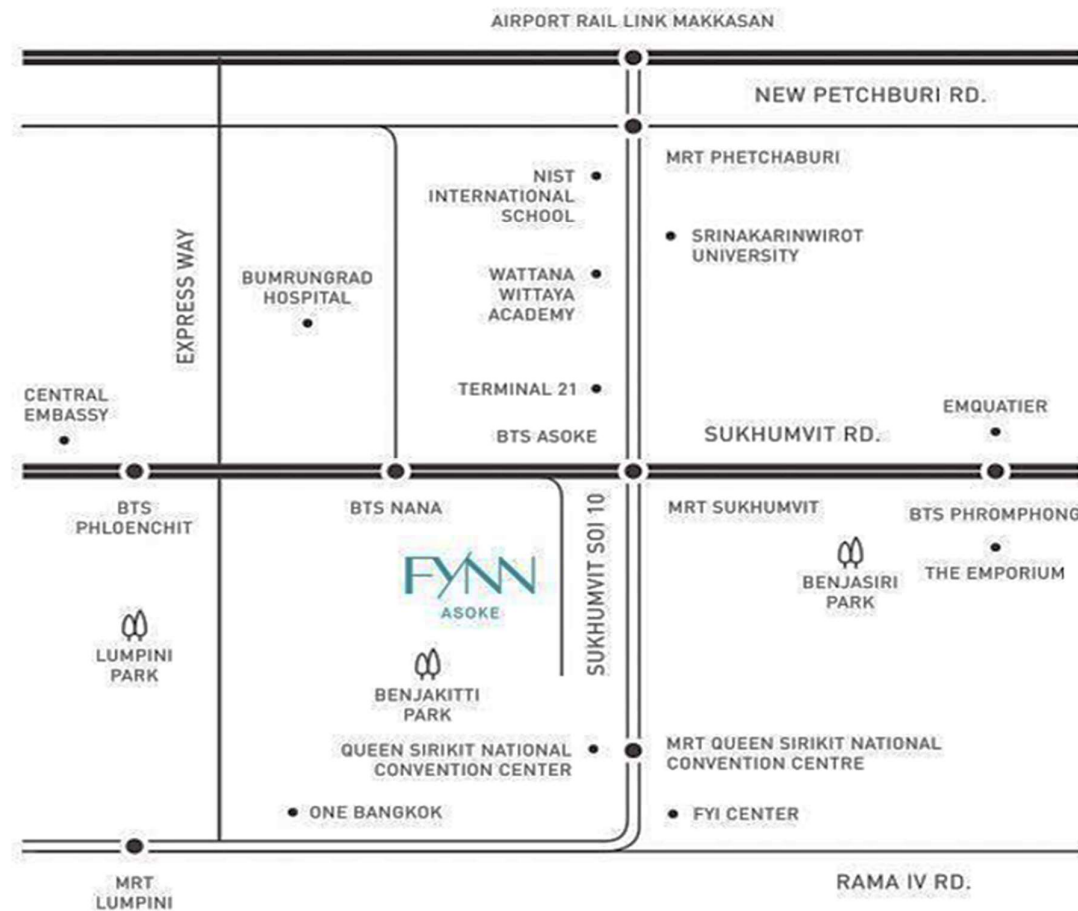 AIRPORT RAIL LINK MAKKASAN
NEW PETCHBURI RD.
MRT PHETCHABURI
NIST
INTERNATIONAL
SCHOOL
SRINAKARINWIROT
UNIVERSITY
EXPRESS WAY
BUMRUNGRAD
HOSPITAL
WATTANA
WITTAYA
ACADEMY
CENTRAL
EMBASSY
TERMINAL 21
EMQUATIER
BTS ASOKE
SUKHUMVIT RD.
BTS
PHLOENCHIT
BTS NANA
SUKHUMVIT SOI 10
MRT SUKHUMVIT
BTS PHROMPHONG
FYNN
ASOKE
BENJASIRI
PARK
THE EMPORIUM
LUMPINI
PARK
BENJAKITTI
PARK
QUEEN SIRIKIT NATIONAL
CONVENTION CENTER
MRT QUEEN SIRIKIT NATIONAL
CONVENTION CENTRE
ONE BANGKOK
FYI CENTER
MRT
LUMPINI
RAMA IV RD.